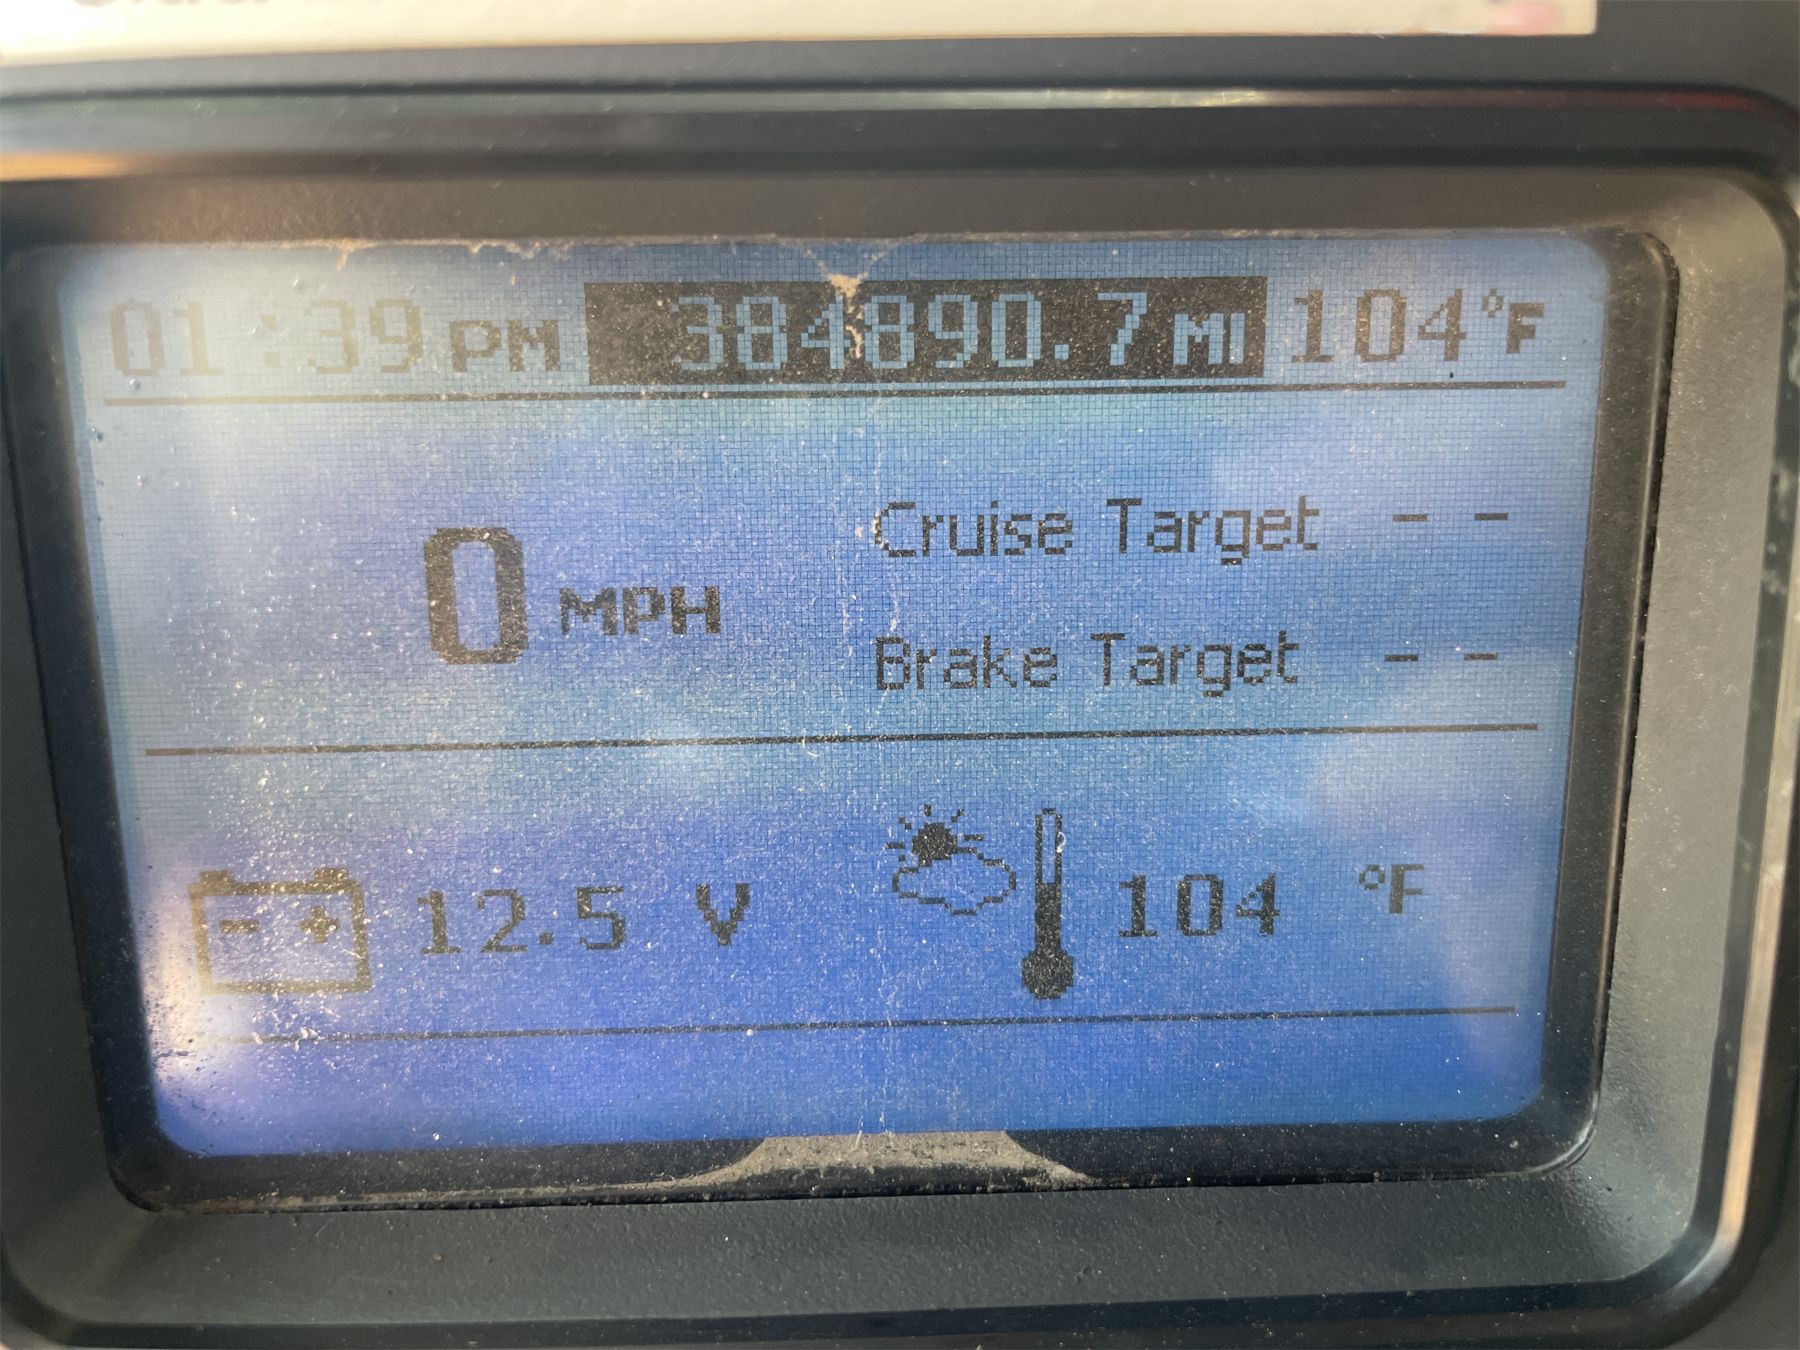 01:39 PM 384890.7 MI 104°F
0 MPH
Cruise Target - -
Brake Target - -
12.5 V 104 °F